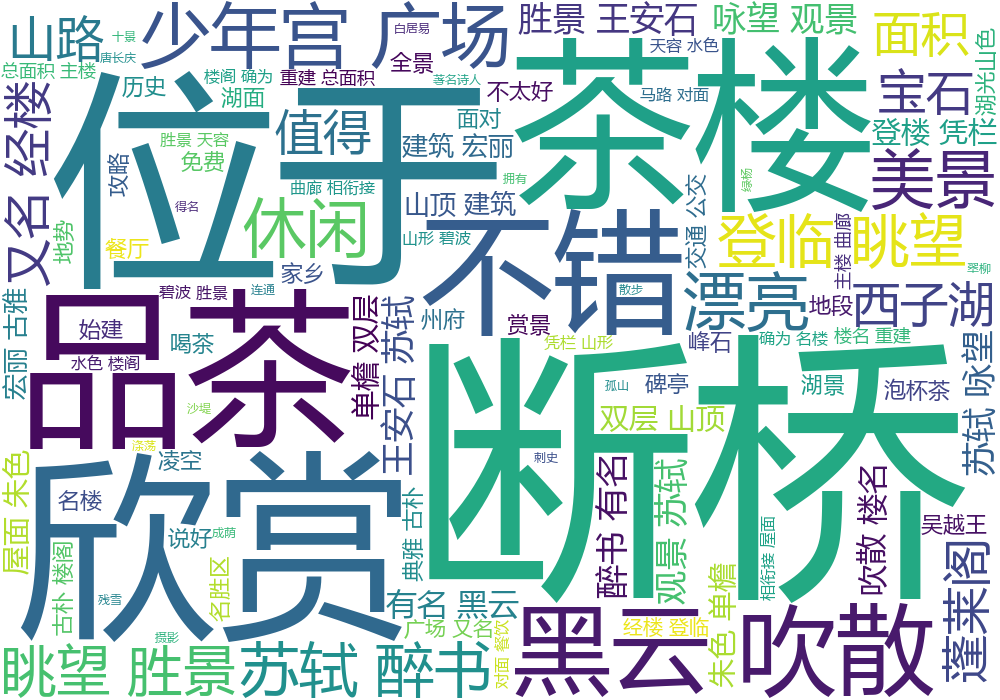 山路
十景
唐长庆
少年宫 广场
白居易
胜景 王安石
咏望 观景
面积
总面积 主楼
历史
楼阁 确为
重建 总面积
全景
著名诗人
天容 水色
湖光山色
湖面
不太好
马路 对面
宝石
又名 经楼
位于
值得
面对
茶楼
登楼 凭栏
胜景 天容
建筑 宏丽
免费
攻略
曲廊 相衔接
拥有
绿杨
美景
得名
休闲
山顶 建筑
交通 公交
地势
餐厅
山形 碧波
不错
登临 眺望
主楼 曲廊
翠柳
家乡
碧波 胜景
连通
散步
漂亮
地段
西子湖
宏丽 古雅
始建
喝茶
单檐 双层
王安石 苏轼
州府
赏景
凭栏 山形
峰石
确为 名楼
楼名 重建
水色 楼阁
品茶
断桥
孤山
碑亭
湖景
泡杯茶
苏轼 咏望
沙堤
双层 山顶
涤荡
凌空
刺史
屋面 朱色
名楼
欣赏
典雅 古朴
醉书 有名
观景 苏轼
吹散 楼名
吴越王
说好
成荫
古朴 楼阁
名胜区
相衔接 屋面
蓬莱阁
残雪
有名 黑云
朱色 单檐
摄影
广场 又名
对面 餐饮
黑云
经楼 登临
吹散
眺望 胜景
苏轼 醉书